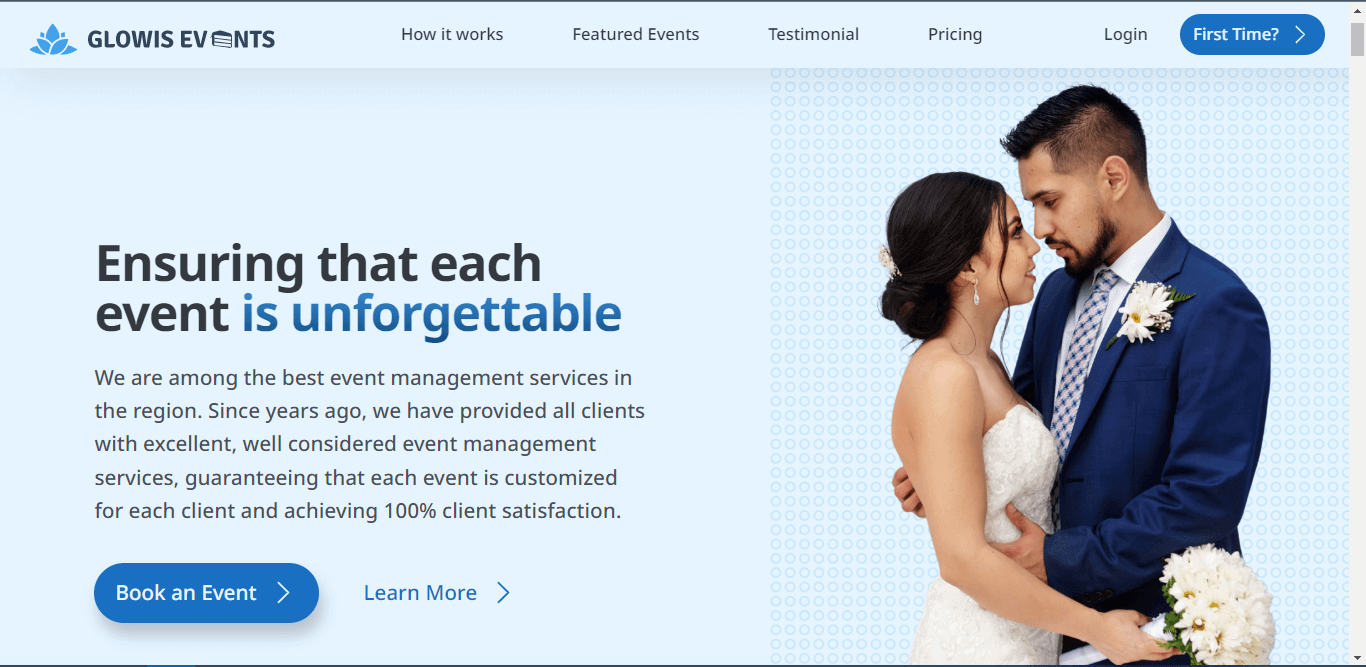 GLOWIS EVENTS
How it works
Featured Events
Testimonial
Pricing
Login
First Time?
Ensuring that each
event is unforgettable
We are among the best event management services in
the region. Since years ago, we have provided all clients
with excellent, well considered event management
services, guaranteeing that each event is customized
for each client and achieving 100% client satisfaction.
Book an Event
Learn More